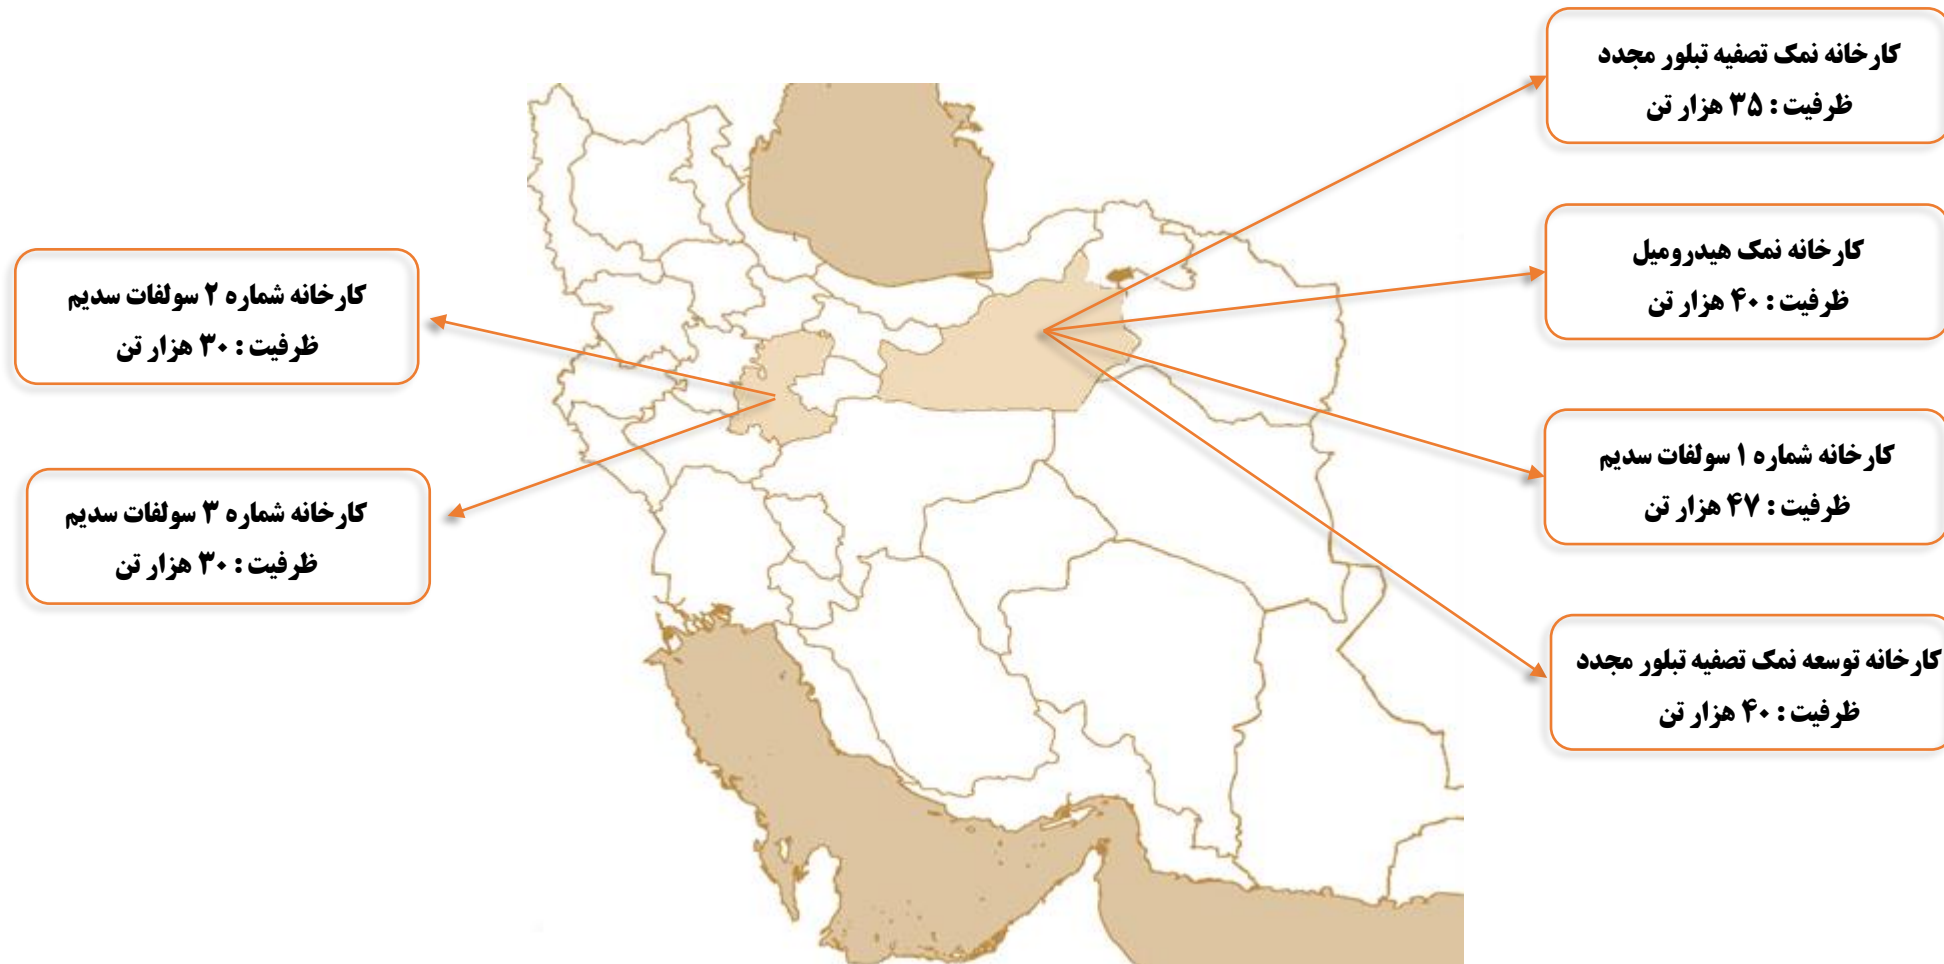 کارخانه نمک تصفیه تبلور مجدد
ظرفیت : ۳۵ هزار تن
کارخانه نمک هیدرومیل
ظرفیت : ۴۰ هزار تن
کارخانه شماره ۱ سولفات سدیم
ظرفیت : ۴۷ هزار تن
کارخانه توسعه نمک تصفیه تبلور مجدد
ظرفیت : ۴۰ هزار تن
کارخانه شماره ۲ سولفات سدیم
ظرفیت : ۳۰ هزار تن
کارخانه شماره ۳ سولفات سدیم
ظرفیت : ۳۰ هزار تن